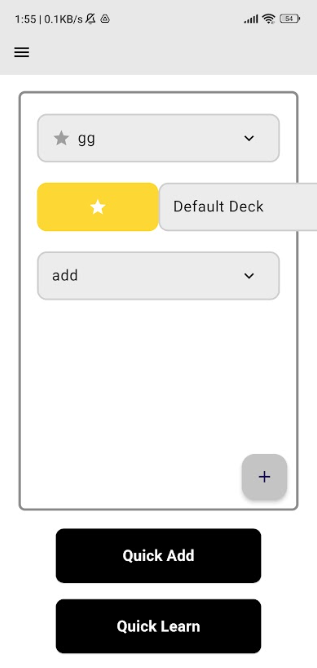 1:55 | 0.1KB/s
54
gg
Default Deck
add
+
Quick Add
Quick Learn